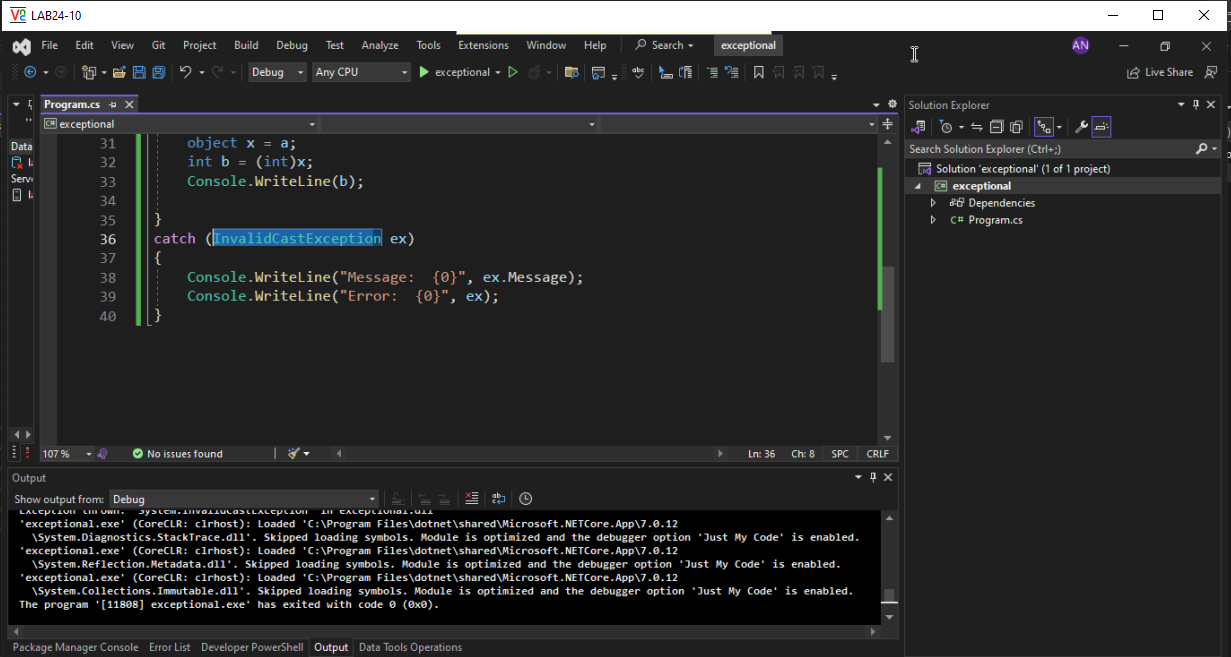 LAB24-10
File Edit View Git Project Build Debug Test Analyze Tools Extensions Window Help Search exceptional AN
Debug Any CPU exceptional Live Share
Program.cs
exceptional
Data
Serv
31 object x = a;
32 int b = (int)x;
33 Console.WriteLine(b);
34
35 }
36 catch (InvalidCastException ex)
37 {
38 Console.WriteLine("Message:  {0}", ex.Message);
39 Console.WriteLine("Error:  {0}", ex);
40 }
107 % No issues found Ln: 36 Ch: 8 SPC CRLF
Solution Explorer
Search Solution Explorer (Ctrl+;)
Solution 'exceptional' (1 of 1 project)
exceptional
Dependencies
C# Program.cs
Output
Show output from: Debug
Exception thrown: 'System.InvalidCastException' in exceptional.dll
'exceptional.exe' (CoreCLR: clrhost): Loaded 'C:\Program Files\dotnet\shared\Microsoft.NETCore.App\7.0.12
\System.Diagnostics.StackTrace.dll'. Skipped loading symbols. Module is optimized and the debugger option 'Just My Code' is enabled.
'exceptional.exe' (CoreCLR: clrhost): Loaded 'C:\Program Files\dotnet\shared\Microsoft.NETCore.App\7.0.12
\System.Reflection.Metadata.dll'. Skipped loading symbols. Module is optimized and the debugger option 'Just My Code' is enabled.
'exceptional.exe' (CoreCLR: clrhost): Loaded 'C:\Program Files\dotnet\shared\Microsoft.NETCore.App\7.0.12
\System.Collections.Immutable.dll'. Skipped loading symbols. Module is optimized and the debugger option 'Just My Code' is enabled.
The program '[11808] exceptional.exe' has exited with code 0 (0x0).
Package Manager Console Error List Developer PowerShell Output Data Tools Operations